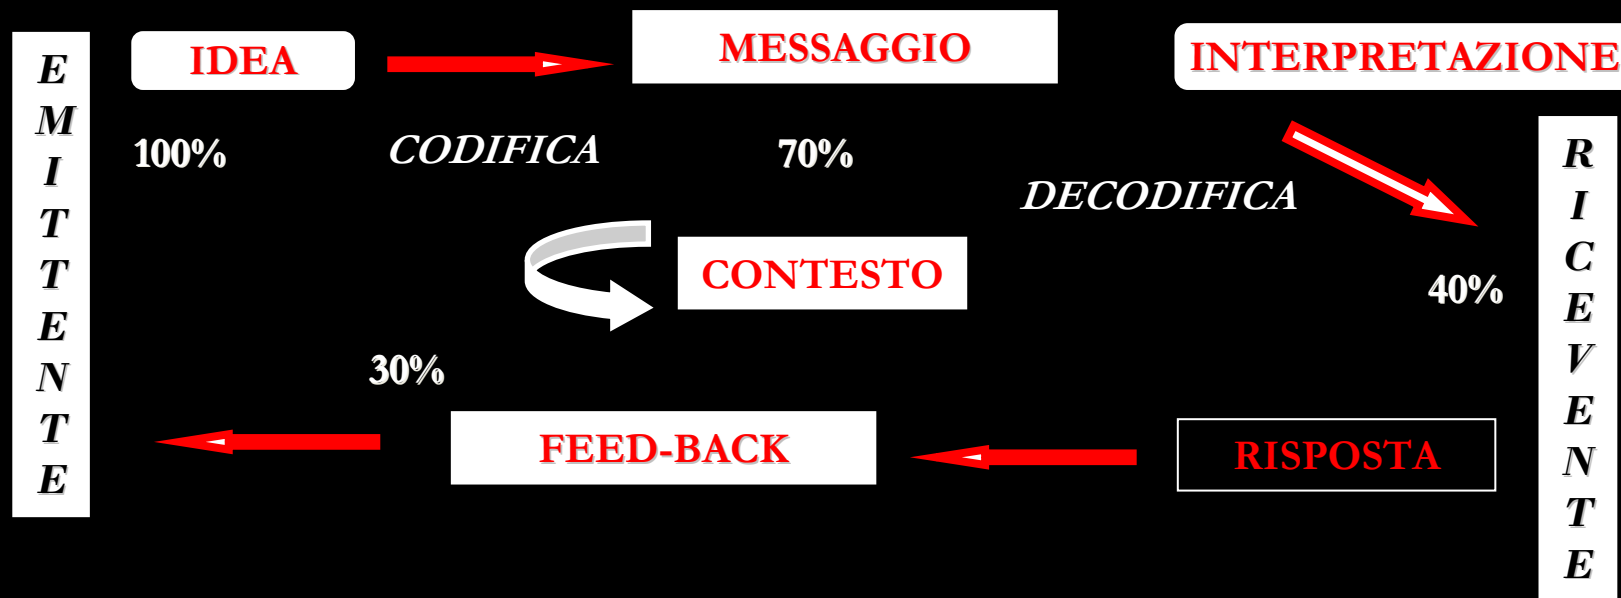 EMITTENTE
IDEA
MESSAGGIO
INTERPRETAZIONE
100%
CODIFICA
70%
DECODIFICA
RICEVENTE
CONTESTO
40%
30%
FEED-BACK
RISPOSTA